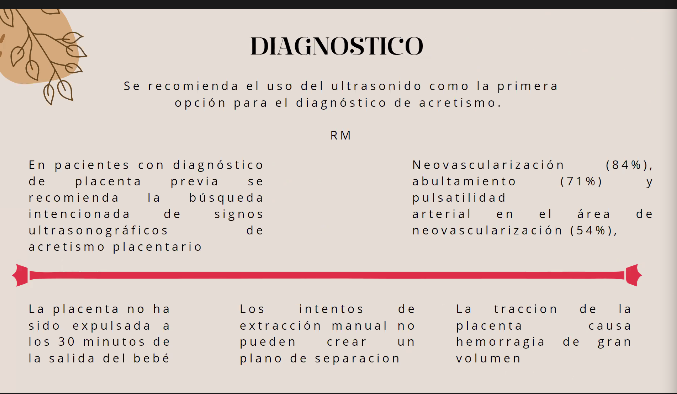 DIAGNOSTICO
Se recomienda el uso del ultrasonido como la primera
opción para el diagnóstico de acretismo.
RM
En pacientes con diagnóstico
de placenta previa se
recomienda la búsqueda
intencionada de signos
ultrasonográficos de
acretismo placentario
Neovascularización (84%),
abultamiento (71%) y
pulsatilidad
arterial en el área de
neovascularización (54%),
La placenta no ha
sido expulsada a
los 30 minutos de
la salida del bebé
Los intentos de
extracción manual no
pueden crear un
plano de separacion
La traccion de la
placenta causa
hemorragia de gran
volumen